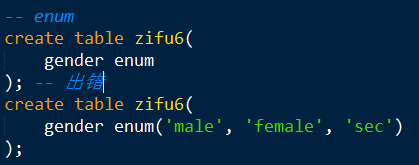 -- enum
create table zifu6(
    gender enum
); -- 出错
create table zifu6(
    gender enum('male', 'female', 'sec')
);